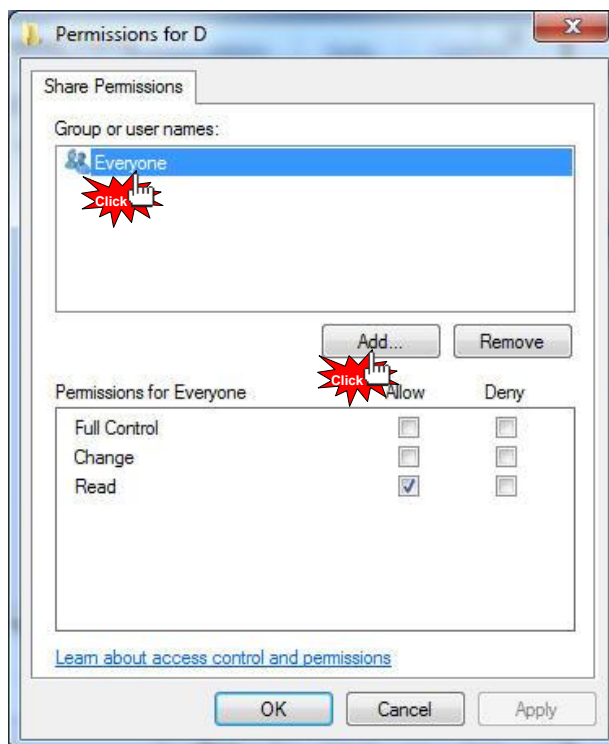 Permissions for D
Share Permissions
Group or user names:
Everyone
Click
Add... Remove
Click
Permissions for Everyone Allow Deny
Full Control
Change
Read
Learn about access control and permissions
OK Cancel Apply